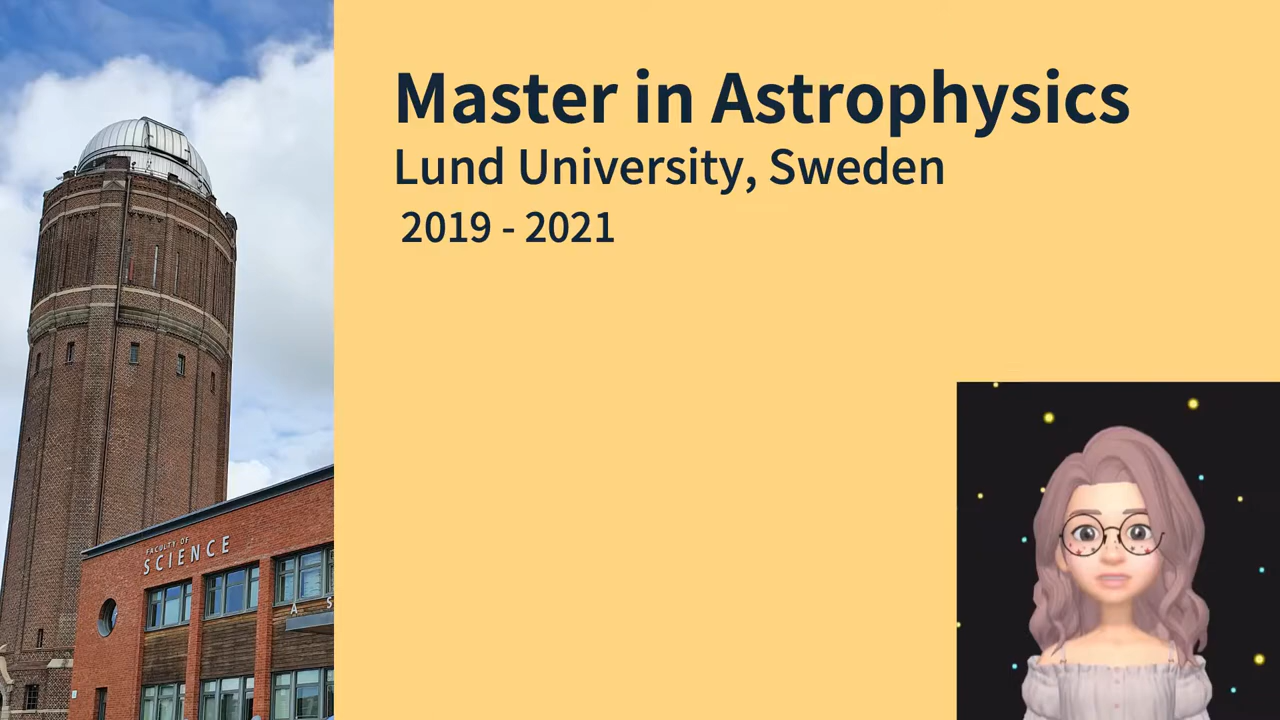 Master in Astrophysics
Lund University, Sweden
2019 - 2021
FACULTY OF
SCIENCE
A S